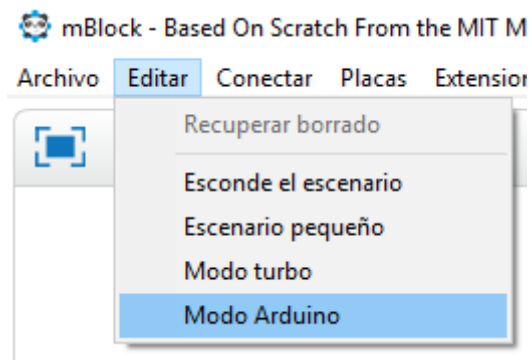 mBlock - Based On Scratch From the MIT M
Archivo Editar Conectar Placas Extension
Recuperar borrado
Esconde el escenario
Escenario pequeño
Modo turbo
Modo Arduino